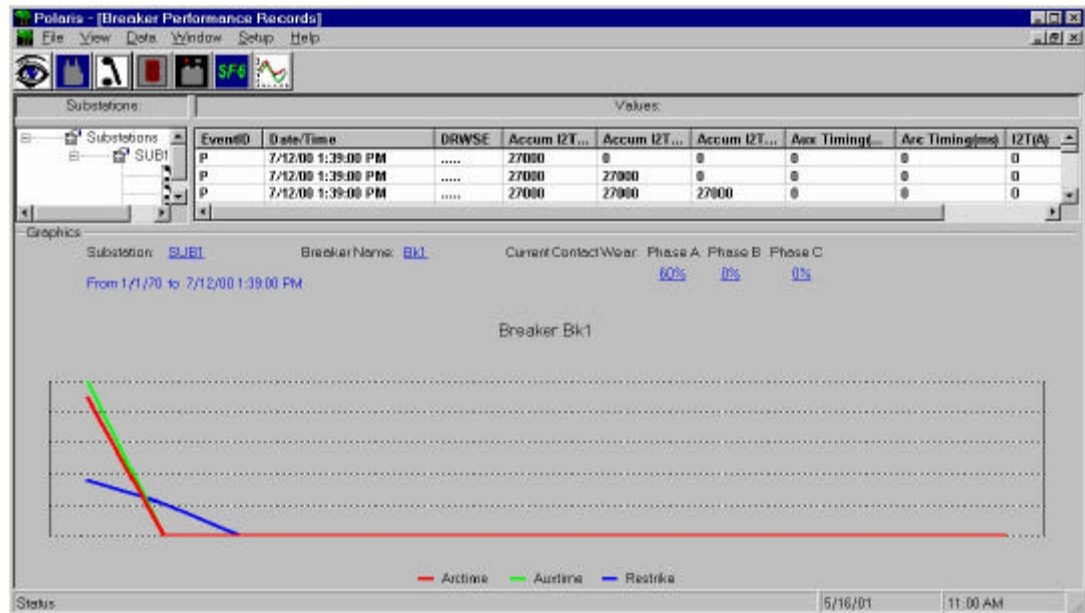 Polaris - [Breaker Performance Records]
File View Data Window Setup Help
SF6
Substations: Values:
Substations
SUB1
EventID Date/Time DRWSE Accum I2T... Accum I2T... Accum I2T... Aux Timing(... Arc Timing(ms) I2T(A)
P 7/12/00 1:39:00 PM ..... 27000 0 0 0 0 0
P 7/12/00 1:39:00 PM ..... 27000 27000 0 0 0 0
P 7/12/00 1:39:00 PM ..... 27000 27000 27000 0 0 0
Graphics
Substation: SUB1 Breaker Name: Bk1 Current Contact Wear: Phase A Phase B Phase C
60% 0% 0%
From 1/1/70 to 7/12/00 1:39:00 PM
Breaker Bk1
Arctime Auxtime Restrike
Status 5/16/01 11:00 AM